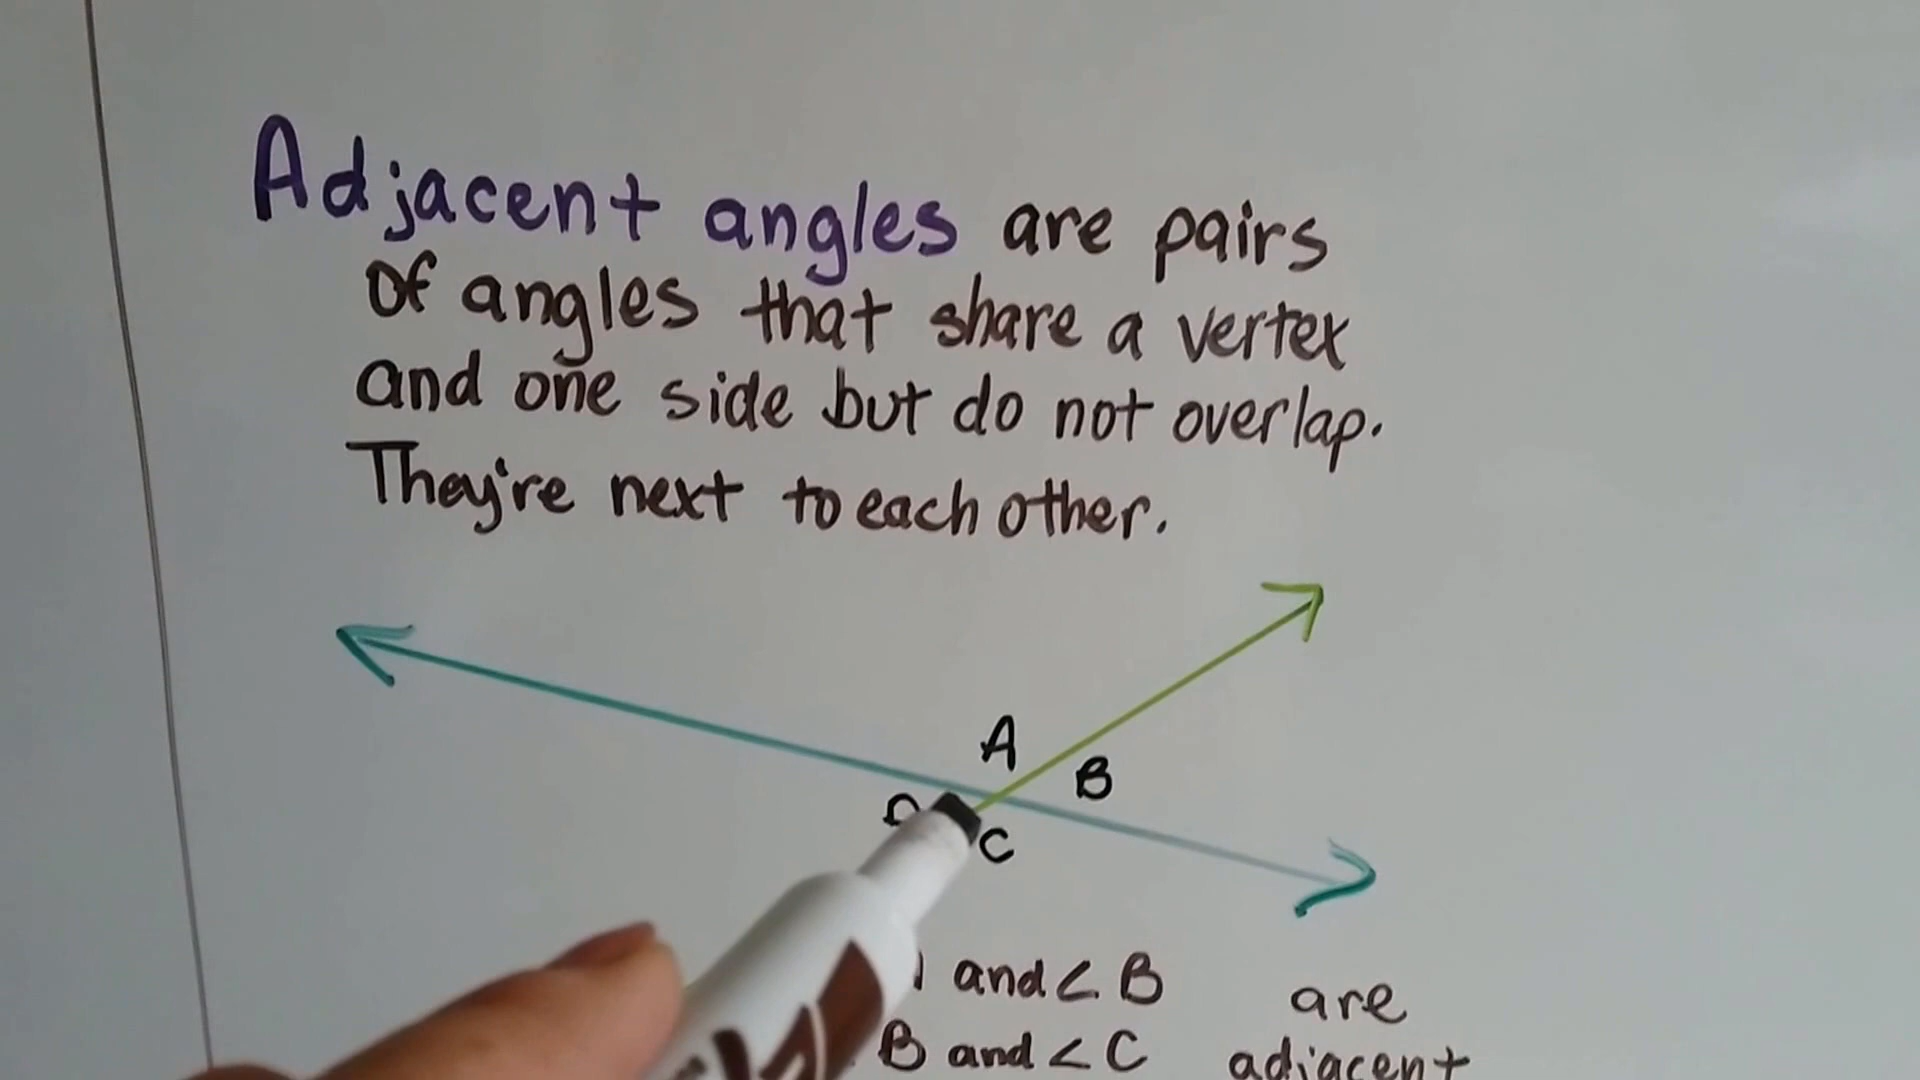 Adjacent angles are pairs
of angles that share a vertex
and one side but do not overlap.
They're next to each other.
A
B
C
and ∠ B are
B and ∠ C adjacent